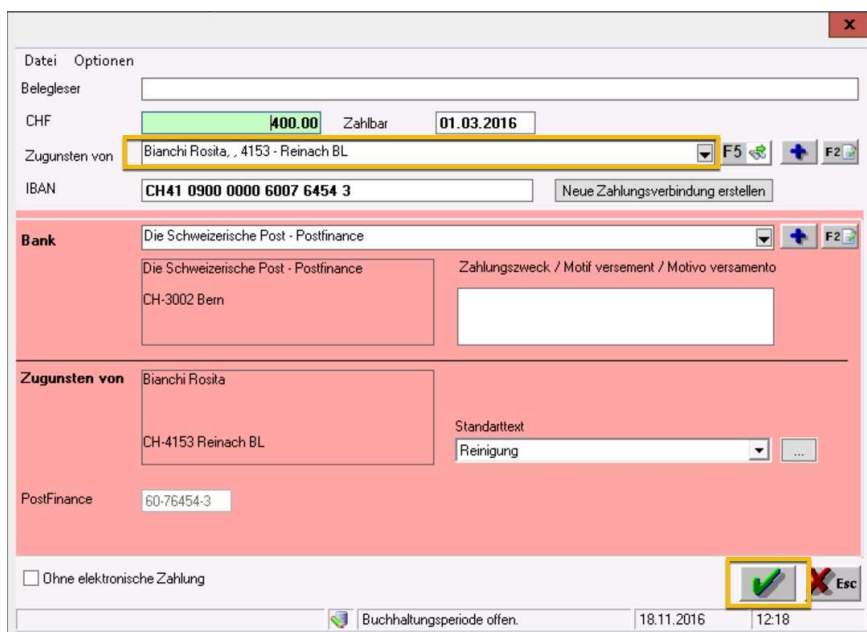 x
Datei Optionen
Belegleser
CHF 400.00 Zahlbar 01.03.2016
Zugunsten von Bianchi Rosita, , 4153 - Reinach BL F5 F2
IBAN CH41 0900 0000 6007 6454 3 Neue Zahlungsverbindung erstellen
Bank Die Schweizerische Post - Postfinance F2
Die Schweizerische Post - Postfinance Zahlungszweck / Motif versement / Motivo versamento
CH-3002 Bern
Zugunsten von Bianchi Rosita
Standarttext
CH-4153 Reinach BL Reinigung ...
PostFinance 60-76454-3
Ohne elektronische Zahlung Esc
Buchhaltungsperiode offen. 18.11.2016 12:18